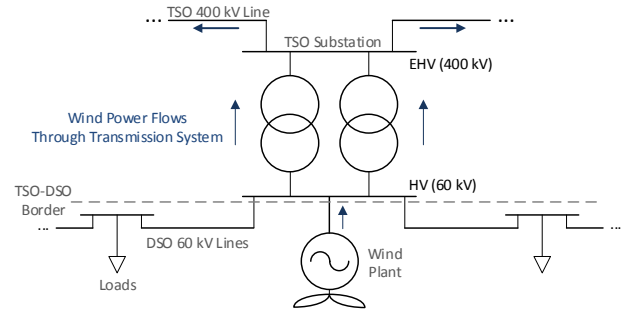 ... TSO 400 kV Line ...
TSO Substation
EHV (400 kV)
Wind Power Flows
Through Transmission System
TSO-DSO
Border
HV (60 kV)
... DSO 60 kV Lines ...
Wind
Plant
Loads